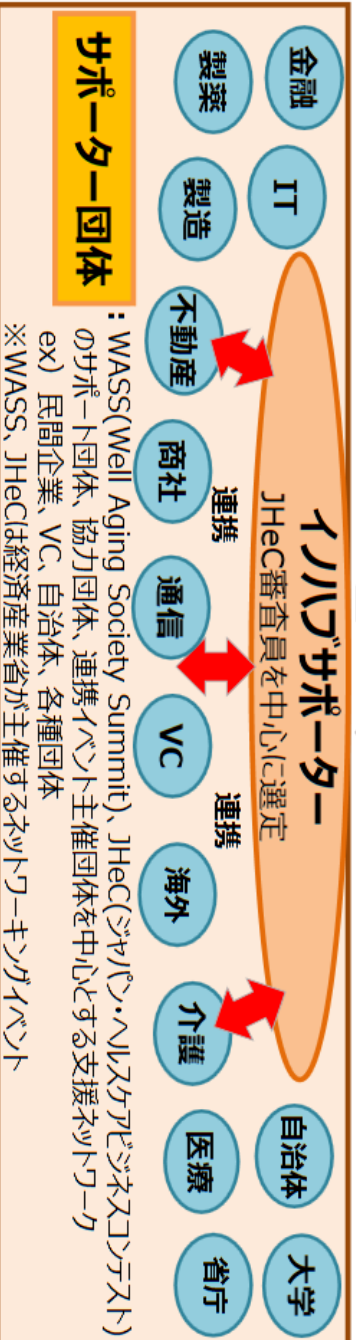 イノハブサポーター
JHeC審査員を中心に選定
金融
IT
製薬
製造
不動産
商社
通信
VC
海外
介護
医療
自治体
省庁
大学
連携
連携
サポーター団体
：WASS(Well Aging Society Summit)、JHeC(ジャパン・ヘルスケアビジネスコンテスト)
のサポート団体、協力団体、連携イベント主催団体を中心とする支援ネットワーク
ex）民間企業、VC、自治体、各種団体
※WASS、JHeCは経済産業省が主催するネットワーキングイベント